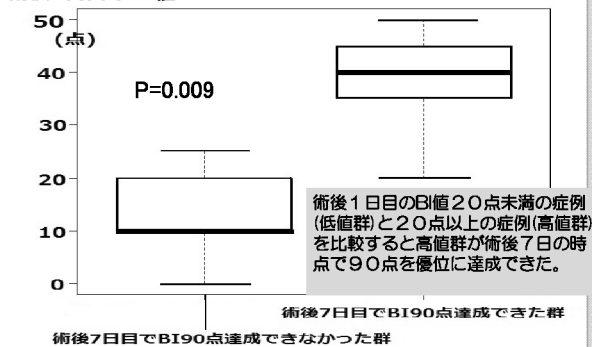 50
(点)
40
P=0.009
30
20
術後１日目のBI値２０点未満の症例
(低値群)と２０点以上の症例(高値群)
を比較すると高値群が術後７日の時
点で９０点を優位に達成できた。
10
0
術後7日目でBI90点達成できた群
術後7日目でBI90点達成できなかった群